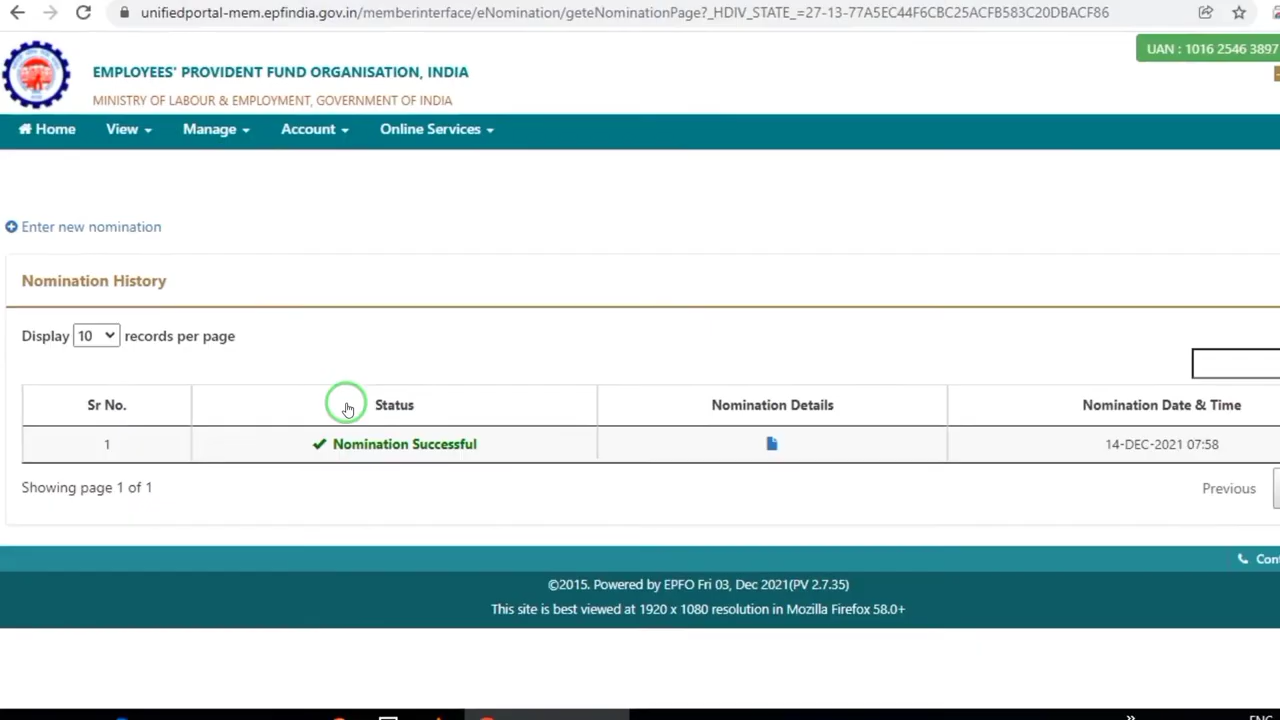 unifiedportal-mem.epfindia.gov.in/memberinterface/eNomination/geteNominationPage?_HDIV_STATE_=27-13-77A5EC44F6CBC25ACFB583C20DBACF86
UAN : 1016 2546 3897
EMPLOYEES' PROVIDENT FUND ORGANISATION, INDIA
MINISTRY OF LABOUR & EMPLOYMENT, GOVERNMENT OF INDIA
Home View Manage Account Online Services
Enter new nomination
Nomination History
Display 10 records per page
Sr No. Status Nomination Details Nomination Date & Time
1 Nomination Successful 14-DEC-2021 07:58
Showing page 1 of 1
Previous
©2015. Powered by EPFO Fri 03, Dec 2021(PV 2.7.35)
This site is best viewed at 1920 x 1080 resolution in Mozilla Firefox 58.0+